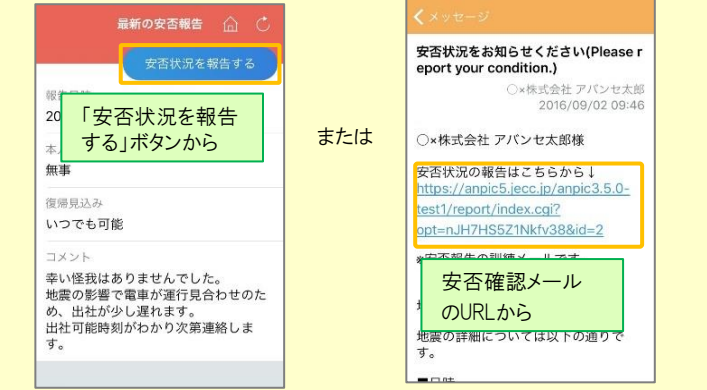 最新の安否報告
安否状況を報告する
「安否状況を報告
する」ボタンから
無事
復帰見込み
いつでも可能
コメント
幸い怪我はありませんでした。
地震の影響で電車が運行見合わせのた
め、出社が少し遅れます。
出社可能時刻がわかり次第連絡しま
す。
または
メッセージ
安否状況をお知らせください(Please r
eport your condition.)
○×株式会社 アバンセ太郎
2016/09/02 09:46
○×株式会社 アバンセ太郎様
安否状況の報告はこちらから↓
https://anpic5.jecc.jp/anpic3.5.0-
test1/report/index.cgi?
opt=nJH7HS5Z1Nkfv38&id=2
安否確認メール
のURLから
地震の詳細については以下の通りで
す。